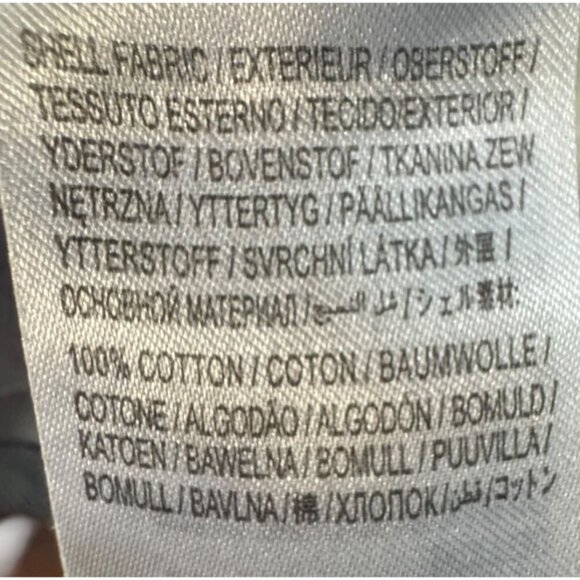 SHELL FABRIC / EXTERIEUR / OBERSTOFF /
TESSUTO ESTERNO / TECIDO EXTERIOR /
YDERSTOF / BOVENSTOF / TKANINA ZEW
NĘTRZNA / YTTERTYG / PÄÄLLIKANGAS /
YTTERSTOFF / SVRCHNÍ LÁTKA / 外层 /
ОСНОВНОЙ МАТЕРИАЛ / شل النسيج / シェル素材:
100% COTTON / COTON / BAUMWOLLE /
COTONE / ALGODÃO / ALGODÓN / BOMULD /
KATOEN / BAWEŁNA / BOMULL / PUUVILLA /
BOMULL / BAVLNA / 棉 / ХЛОПОК / قطن / コットン